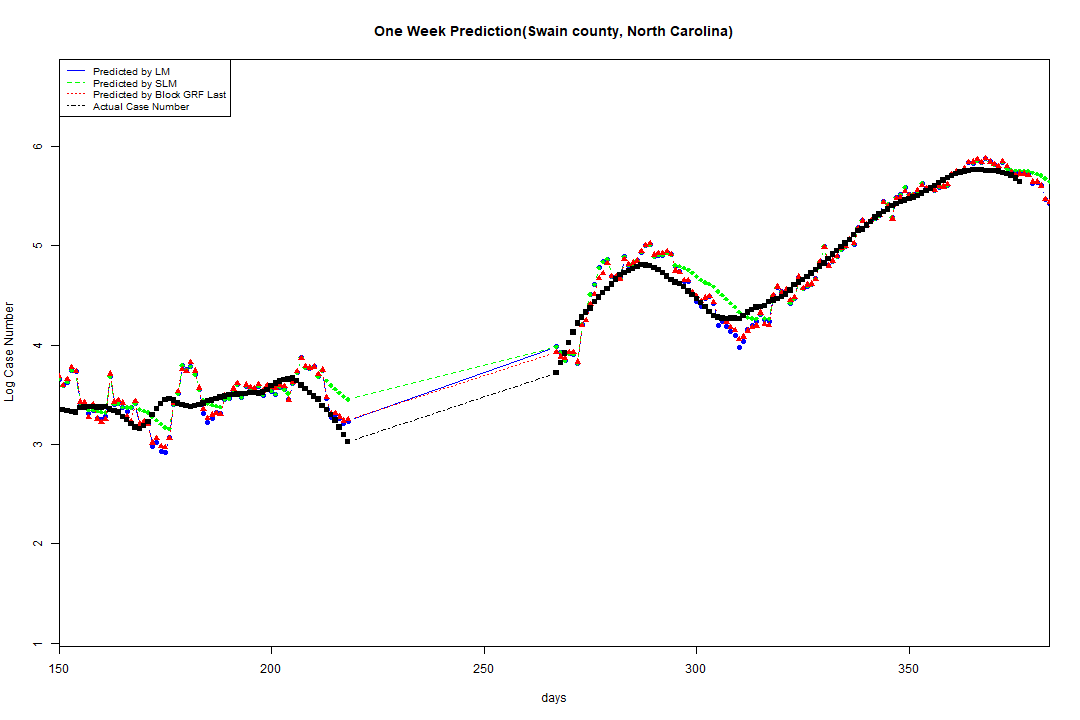 One Week Prediction(Swain county, North Carolina)
Predicted by LM
Predicted by SLM
Predicted by Block GRF Last
Actual Case Number
Log Case Number
6
5
4
3
2
1
150 200 250 300 350
days